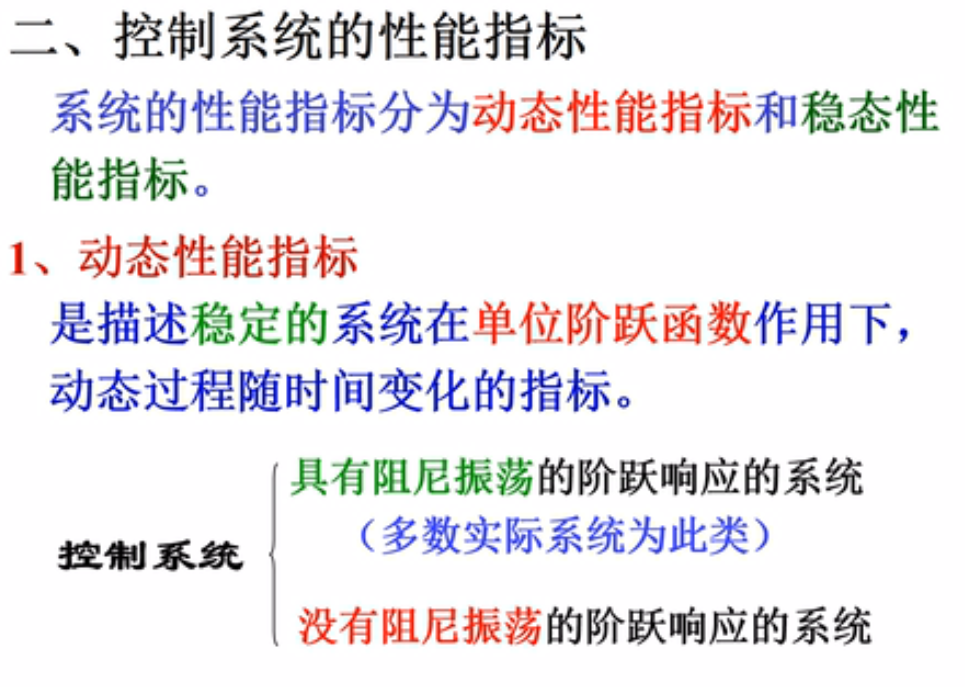 二、控制系统的性能指标
系统的性能指标分为动态性能指标和稳态性
能指标。
1、动态性能指标
是描述稳定的系统在单位阶跃函数作用下，
动态过程随时间变化的指标。
具有阻尼振荡的阶跃响应的系统
（多数实际系统为此类）
控制系统
没有阻尼振荡的阶跃响应的系统